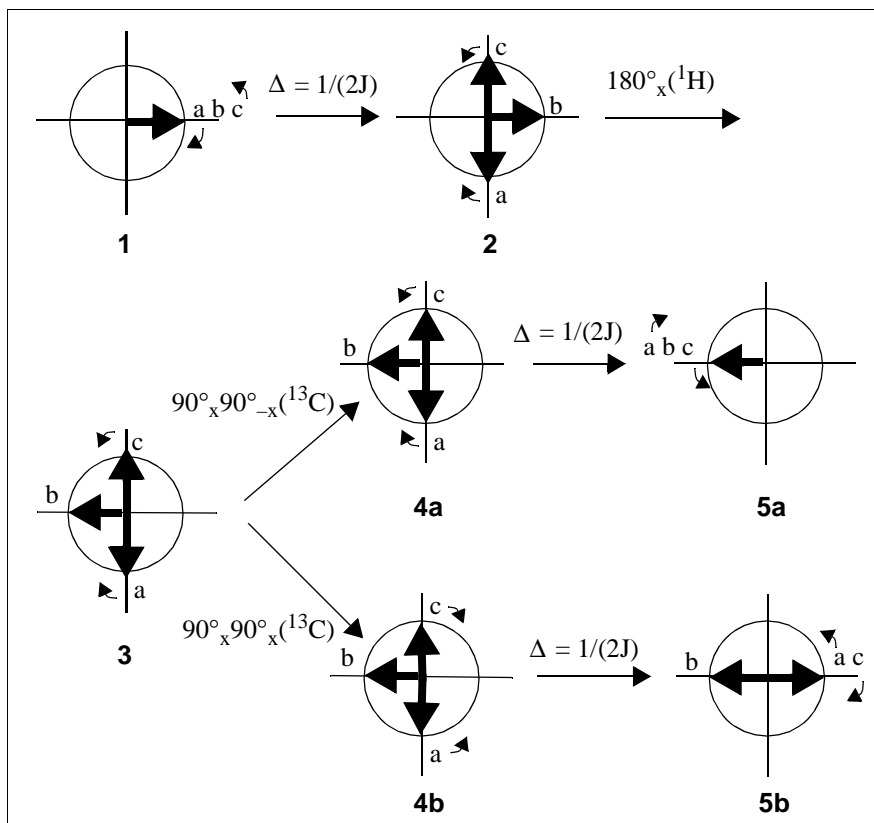 c
a b c
Δ = 1/(2J)
b
180°ₓ(¹H)
a
1
2
c
b
Δ = 1/(2J)
a b c
90°ₓ90°₋ₓ(¹³C)
a
c
b
4a
5a
a
90°ₓ90°ₓ(¹³C)
3
c
b
Δ = 1/(2J)
b
a c
a
4b
5b